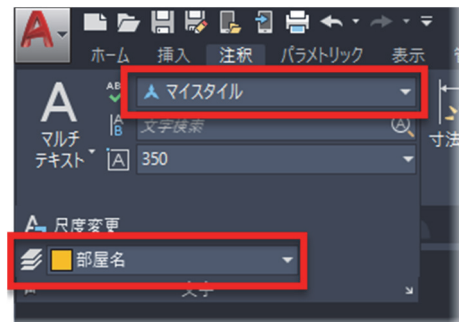 A
ホーム 挿入 注釈 パラメトリック 表示
A マイスタイル
マルチ
テキスト
文字検索
350
寸法
尺度変更
部屋名
文字